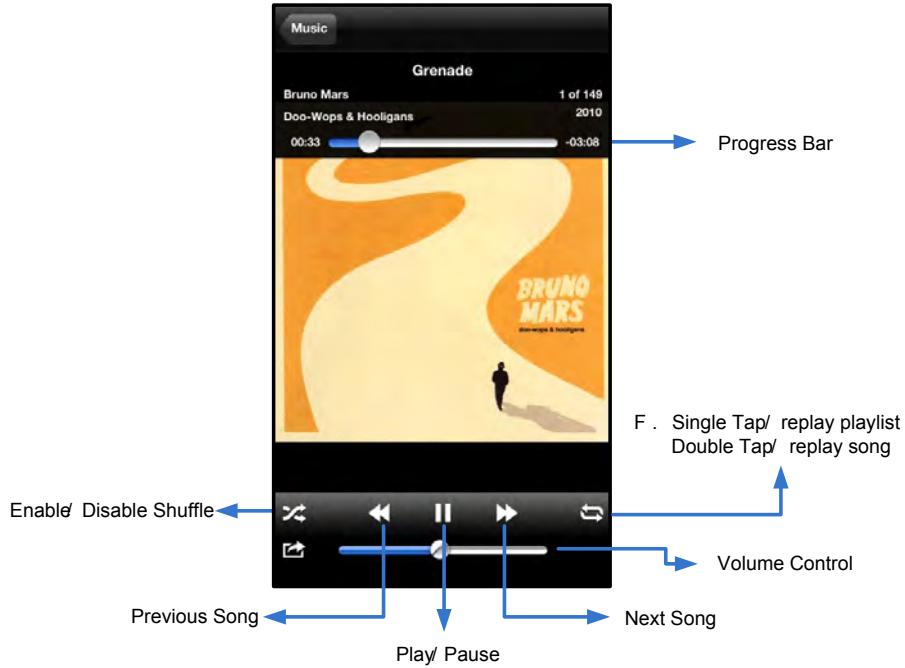 Music
Grenade
Bruno Mars
1 of 149
Doo-Wops & Hooligans
2010
00:33
-03:08
Progress Bar
BRUNO
MARS
doo-wops & hooligans
F . Single Tap/ replay playlist
Double Tap/ replay song
Enable/ Disable Shuffle
Volume Control
Previous Song
Next Song
Play/ Pause